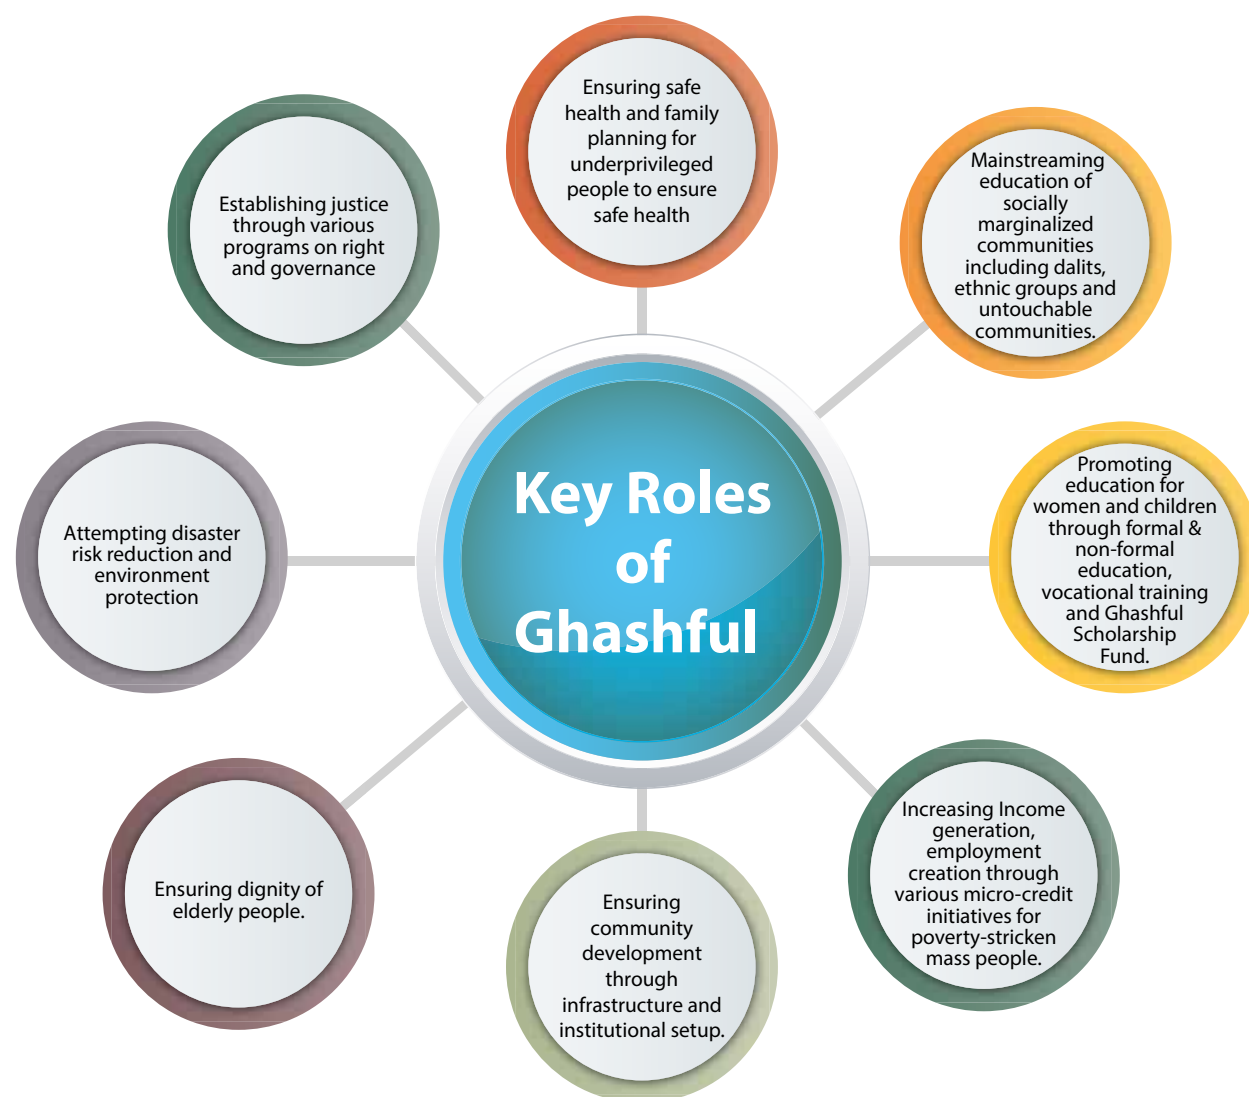 Key Roles
of
Ghashful
Ensuring safe
health and family
planning for
underprivileged
people to ensure
safe health
Mainstreaming
education of
socially
marginalized
communities
including dalits,
ethnic groups and
untouchable
communities.
Promoting
education for
women and children
through formal &
non-formal
education,
vocational training
and Ghashful
Scholarship
Fund.
Increasing Income
generation,
employment
creation through
various micro-credit
initiatives for
poverty-stricken
mass people.
Ensuring
community
development
through
infrastructure and
institutional setup.
Ensuring dignity of
elderly people.
Attempting disaster
risk reduction and
environment
protection
Establishing justice
through various
programs on right
and governance